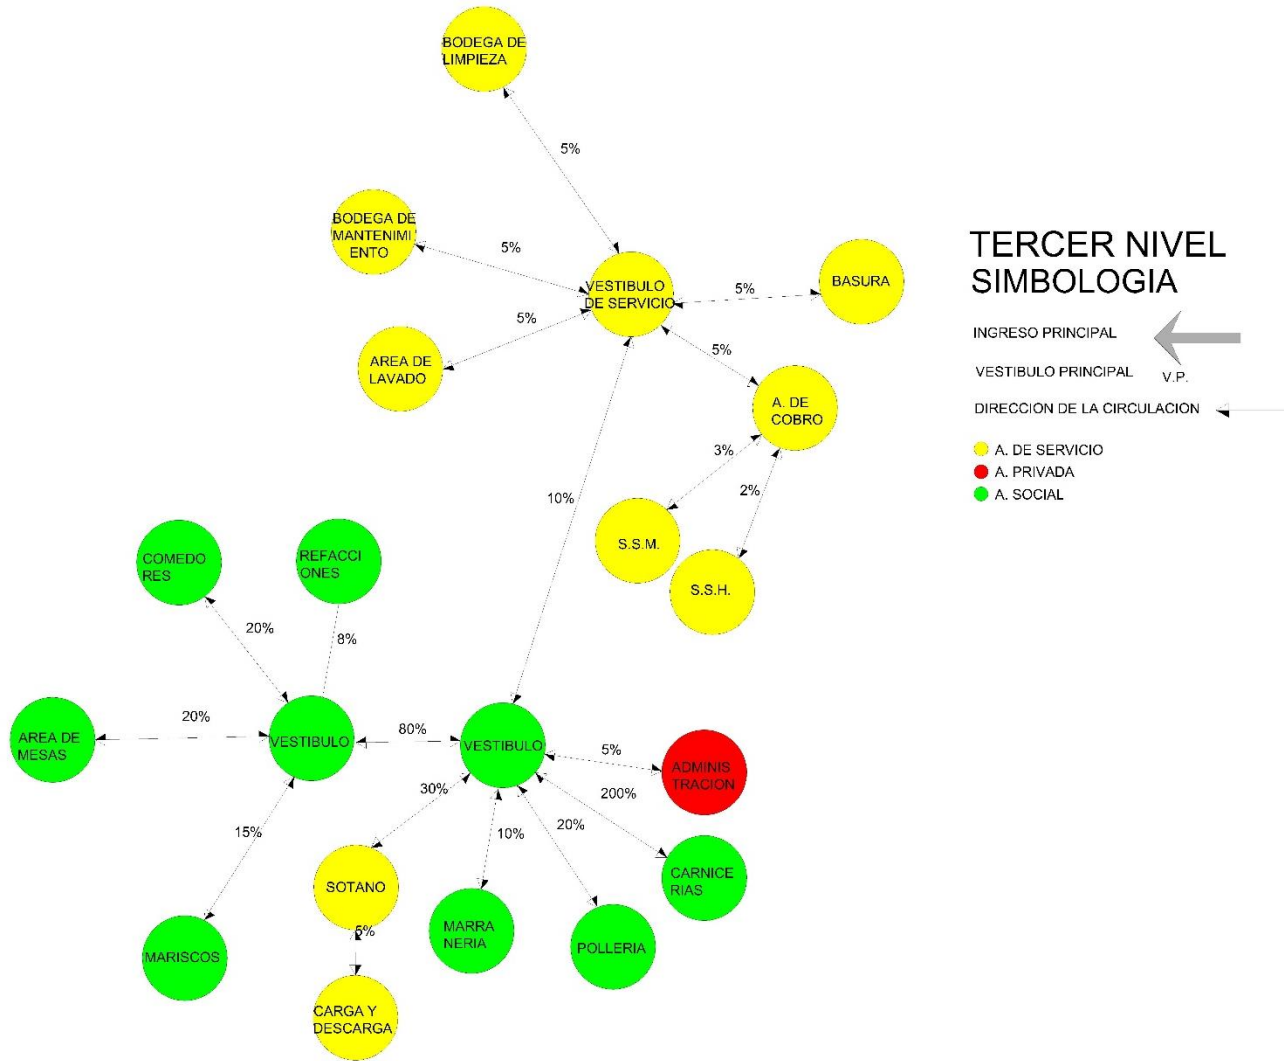 BODEGA DE
LIMPIEZA
5%
BODEGA DE
MANTENIMI
ENTO
5%
VESTIBULO
DE SERVICIO
5%
BASURA
5%
AREA DE
LAVADO
5%
A. DE
COBRO
3%
2%
S.S.M.
S.S.H.
10%
TERCER NIVEL
SIMBOLOGIA
INGRESO PRINCIPAL
VESTIBULO PRINCIPAL V.P.
DIRECCION DE LA CIRCULACION
A. DE SERVICIO
A. PRIVADA
A. SOCIAL
COMEDO
RES
REFACCI
ONES
20%
8%
AREA DE
MESAS
20%
VESTIBULO
80%
VESTIBULO
5%
ADMINIS
TRACION
15%
30%
10%
20%
200%
CARNICE
RIAS
MARISCOS
SOTANO
MARRA
NERIA
POLLERIA
5%
CARGA Y
DESCARGA